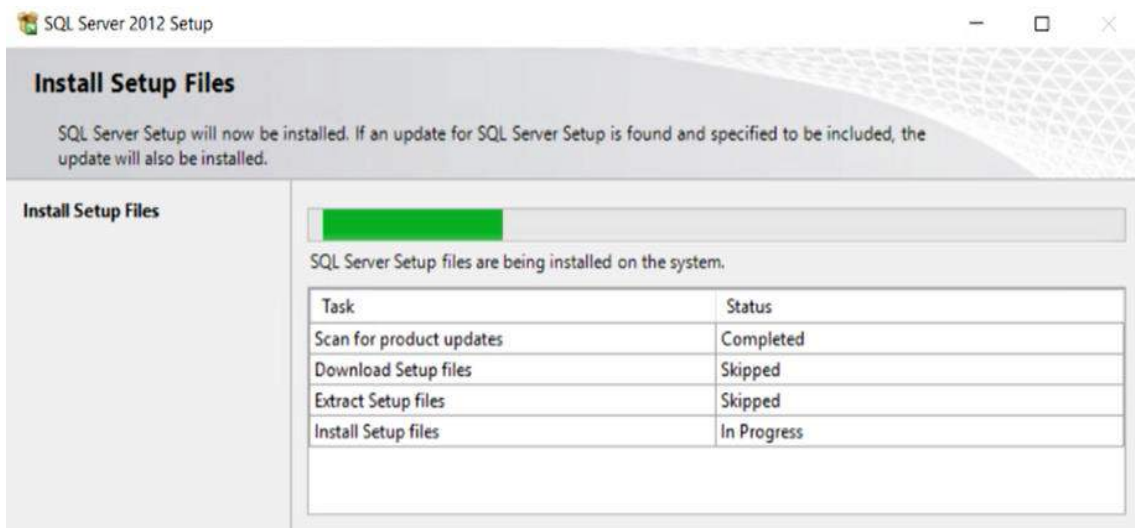 SQL Server 2012 Setup
Install Setup Files
SQL Server Setup will now be installed. If an update for SQL Server Setup is found and specified to be included, the
update will also be installed.
Install Setup Files
SQL Server Setup files are being installed on the system.
Task Status
Scan for product updates Completed
Download Setup files Skipped
Extract Setup files Skipped
Install Setup files In Progress